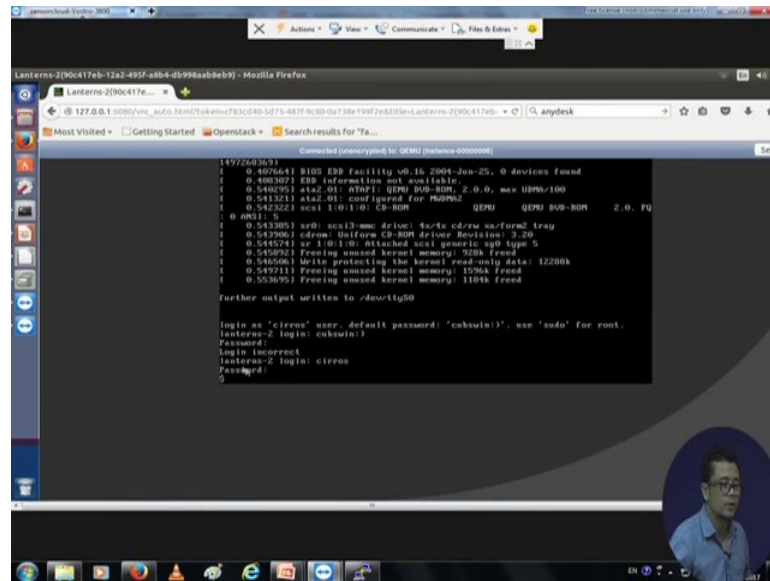 sensorcloud-Vostro-3800
Free license (non-commercial use only)
Actions View Communicate Files & Extras
Lanterns-2(90c417eb-12a2-495f-a8b4-db998aab8eb9) - Mozilla Firefox
En
Lanterns-2(90c417e...
127.0.0.1:6080/vnc_auto.html?token=cf83cd40-5d75-487f-9c80-0a738e199f2e&title=Lanterns-2(90c417eb-
anydesk
Most Visited Getting Started Openstack Search results for "fa...
Connected (unencrypted) to: QEMU (instance-00000006)
1497268369)
[ 0.407664] BIOS EDD facility v0.16 2004-Jun-25, 0 devices found
[ 0.408307] EDD information not available.
[ 0.540295] ata2.01: ATAPI: QEMU DVD-ROM, 2.0.0, max UDMA/100
[ 0.541321] ata2.01: configured for MWDMA2
[ 0.542322] scsi 1:0:1:0: CD-ROM QEMU QEMU DVD-ROM 2.0. PQ
: 0 ANSI: 5
[ 0.543305] sr0: scsi3-mmc drive: 4x/4x cd/rw xa/form2 tray
[ 0.543906] cdrom: Uniform CD-ROM driver Revision: 3.20
[ 0.544574] sr 1:0:1:0: Attached scsi generic sg0 type 5
[ 0.545892] Freeing unused kernel memory: 928k freed
[ 0.546506] Write protecting the kernel read-only data: 12288k
[ 0.549711] Freeing unused kernel memory: 1596k freed
[ 0.553695] Freeing unused kernel memory: 1184k freed
further output written to /dev/ttyS0
login as 'cirros' user. default password: 'cubswin:)'. use 'sudo' for root.
lanterns-2 login: cubswin:)
Password:
Login incorrect
lanterns-2 login: cirros
Password:
$
EN